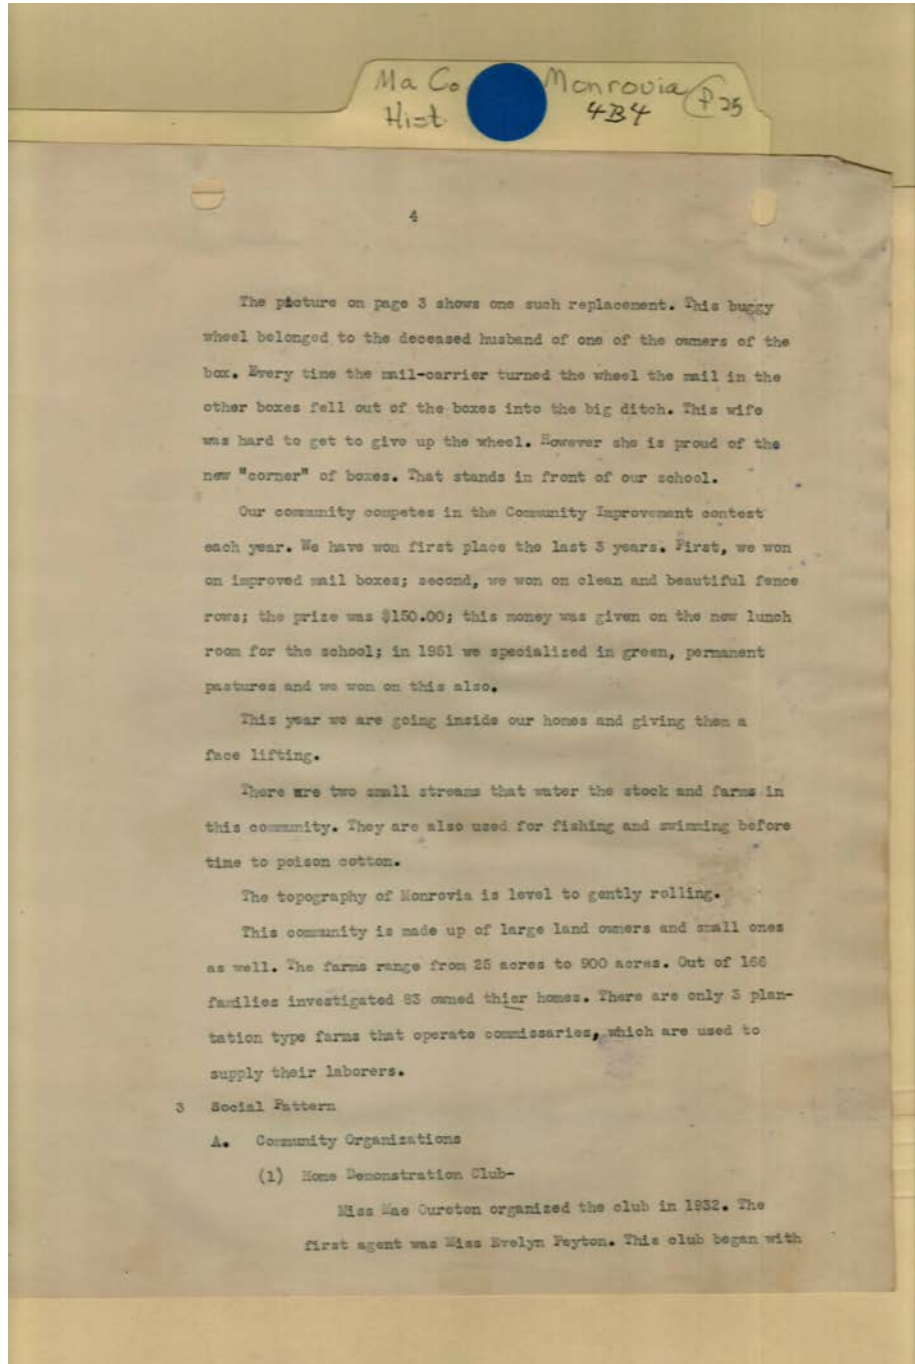 Ma Co Monrovia P 25
Hist 4B4
4
The picture on page 3 shows one such replacement. This buggy
wheel belonged to the deceased husband of one of the owners of the
box. Every time the mail-carrier turned the wheel the mail in the
other boxes fell out of the boxes into the big ditch. This wife
was hard to get to give up the wheel. However she is proud of the
new "corner" of boxes. That stands in front of our school.
Our community competes in the Community Improvement contest
each year. We have won first place the last 3 years. First, we won
on improved mail boxes; second, we won on clean and beautiful fence
rows; the prize was $150.00; this money was given on the new lunch
room for the school; in 1951 we specialized in green, permanent
pastures and we won on this also.
This year we are going inside our homes and giving them a
face lifting.
There are two small streams that water the stock and farms in
this community. They are also used for fishing and swimming before
time to poison cotton.
The topography of Monrovia is level to gently rolling.
This community is made up of large land owners and small ones
as well. The farms range from 25 acres to 900 acres. Out of 166
families investigated 83 owned thier homes. There are only 3 plan-
tation type farms that operate commissaries, which are used to
supply their laborers.
3 Social Pattern
A. Community Organizations
(1) Home Demonstration Club-
Miss Mae Cureton organized the club in 1932. The
first agent was Miss Evelyn Peyton. This club began with